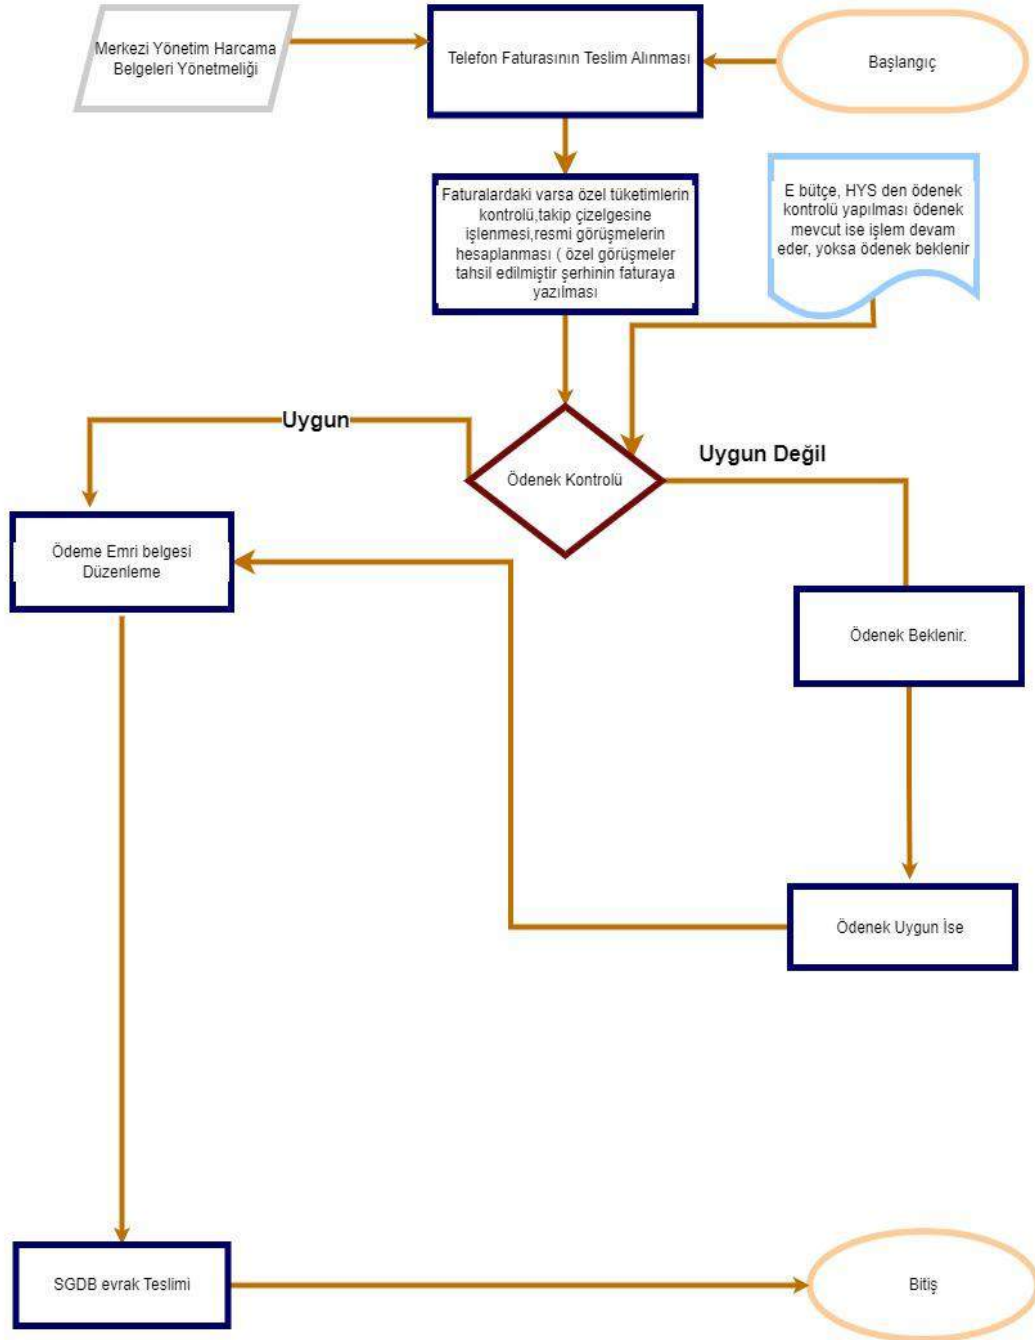 Merkezi Yönetim Harcama
Belgeleri Yönetmeliği
Telefon Faturasının Teslim Alınması
Başlangıç
Faturalardaki varsa özel tüketimlerin
kontrolü,takip çizelgesine
işlenmesi,resmi görüşmelerin
hesaplanması ( özel görüşmeler
tahsil edilmiştir şerhinin faturaya
yazılması
E bütçe, HYS den ödenek
kontrolü yapılması ödenek
mevcut ise işlem devam
eder, yoksa ödenek beklenir
Uygun
Uygun Değil
Ödenek Kontrolü
Ödeme Emri belgesi
Düzenleme
Ödenek Beklenir.
Ödenek Uygun İse
SGDB evrak Teslimi
Bitiş